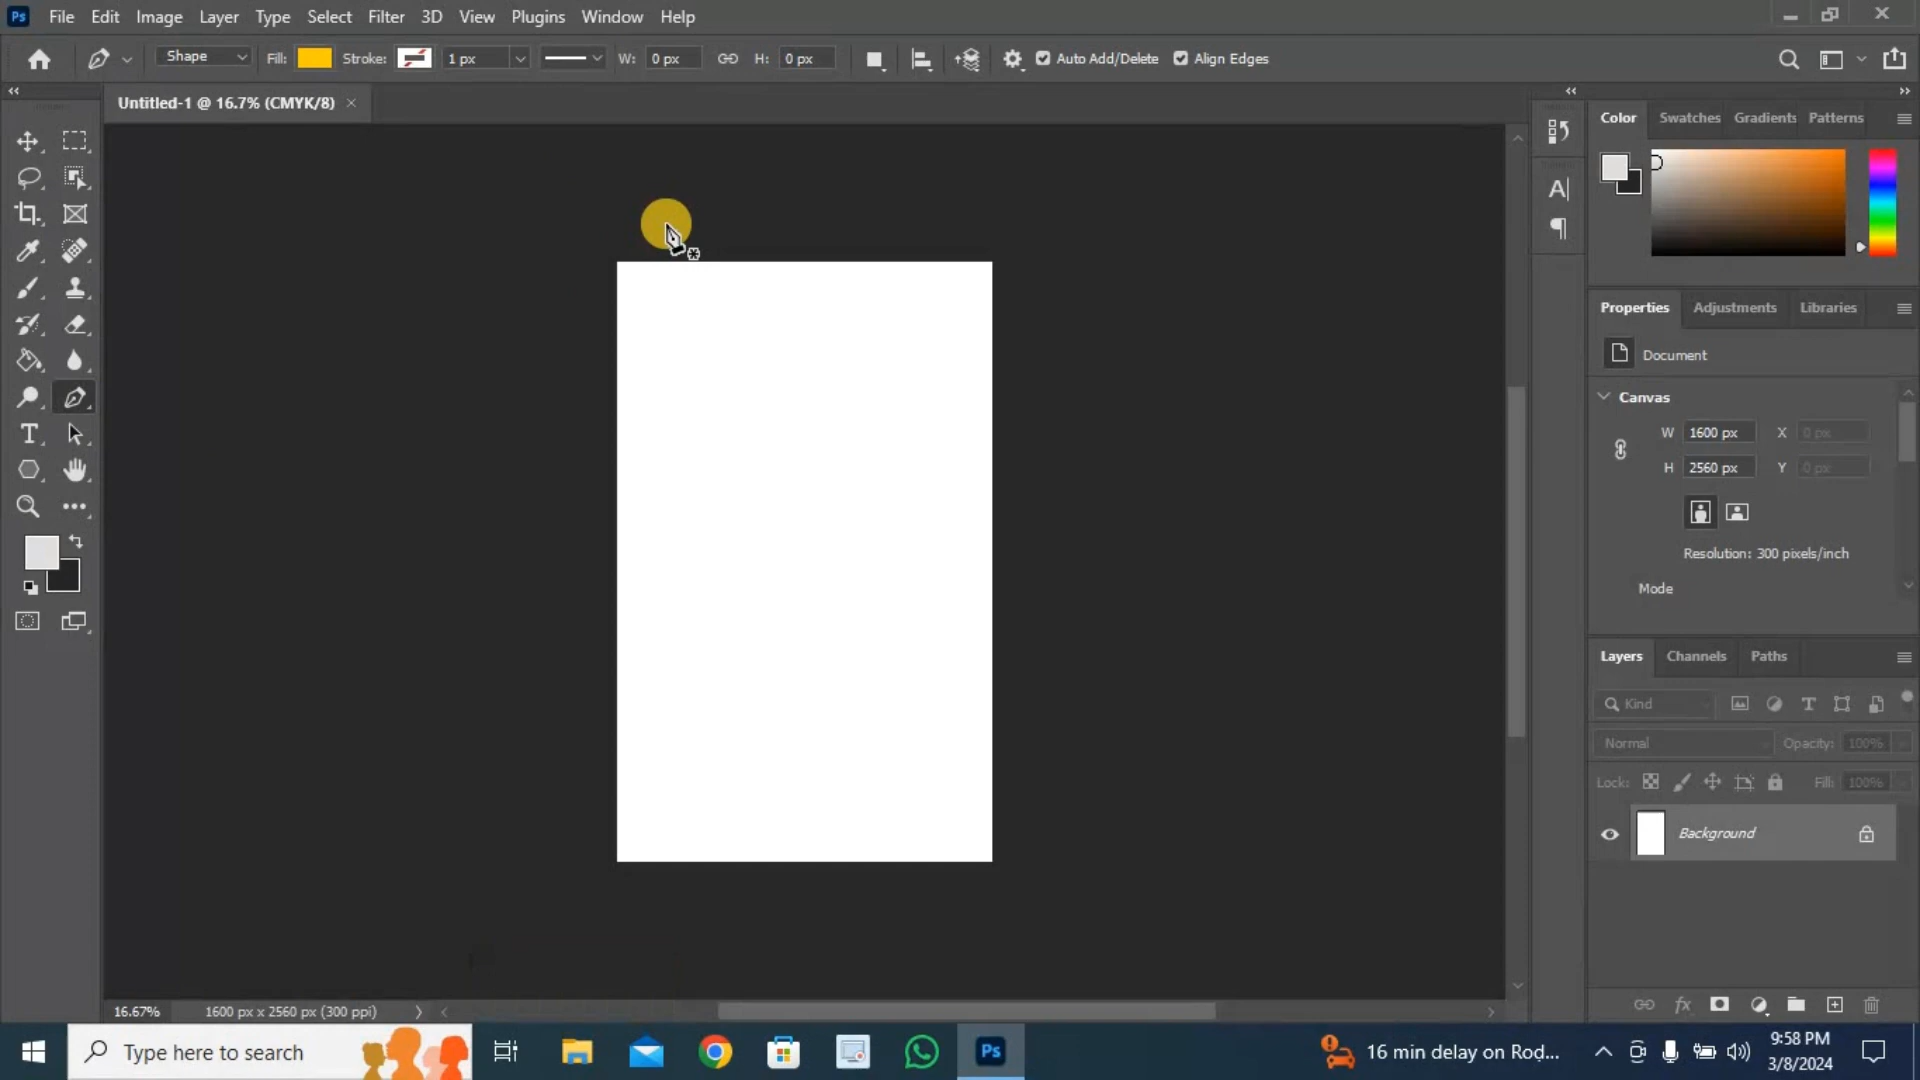 Ps File Edit Image Layer Type Select Filter 3D View Plugins Window Help
Shape Fill: Stroke: 1 px W: 0 px H: 0 px Auto Add/Delete Align Edges
Untitled-1 @ 16.7% (CMYK/8)
Color Swatches Gradients Patterns
Properties Adjustments Libraries
Document
Canvas
W 1600 px X 0 px
H 2560 px Y 0 px
Resolution: 300 pixels/inch
Mode
Layers Channels Paths
Kind
Normal Opacity: 100%
Lock: Fill: 100%
Background
16.67% 1600 px x 2560 px (300 ppi)
Type here to search
Ps
16 min delay on Rod...
9:58 PM
3/8/2024